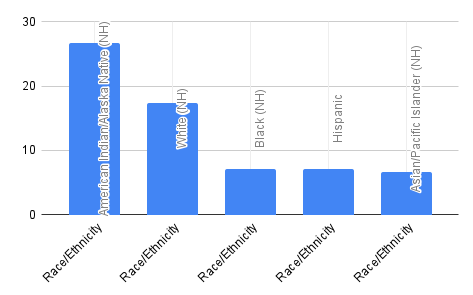 30
20
10
0
American Indian/Alaska Native (NH)
White (NH)
Black (NH)
Hispanic
Asian/Pacific Islander (NH)
Race/Ethnicity
Race/Ethnicity
Race/Ethnicity
Race/Ethnicity
Race/Ethnicity